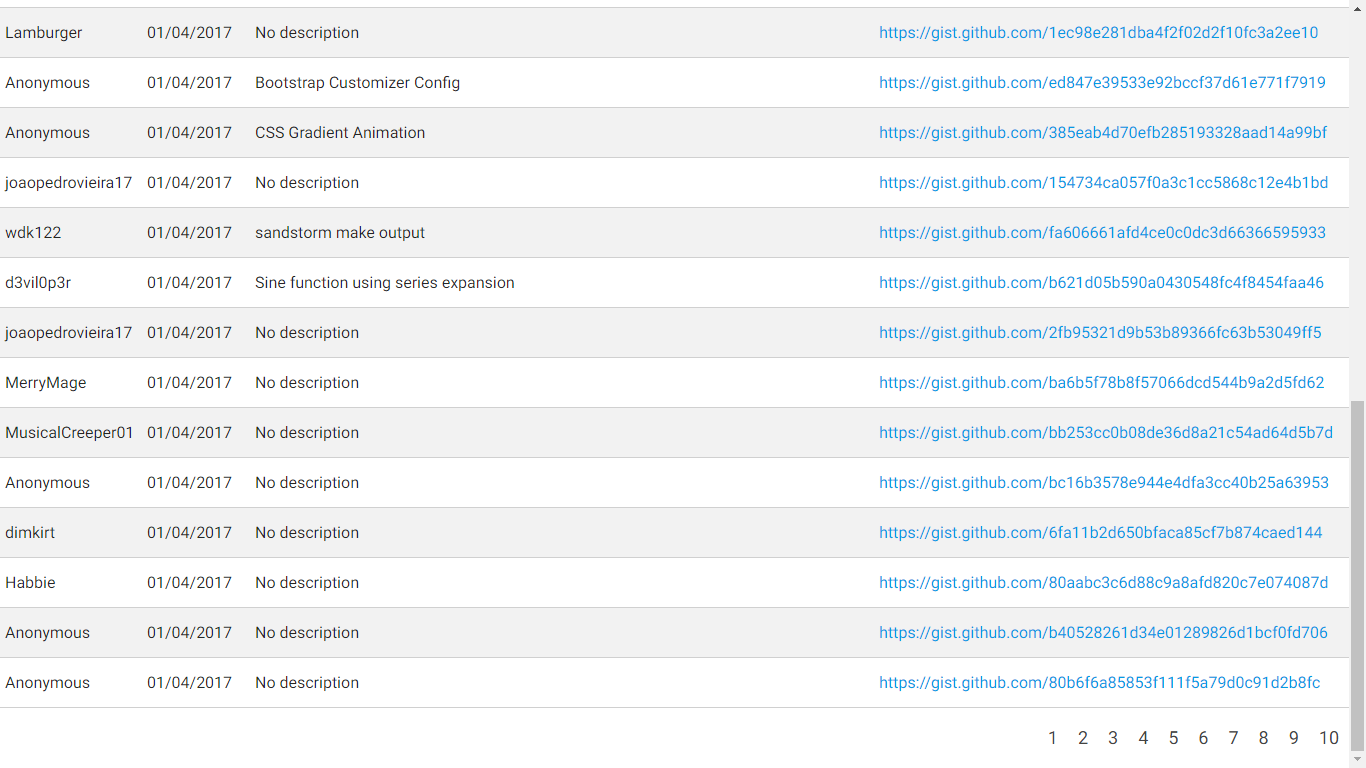 Lamburger 01/04/2017 No description https://gist.github.com/1ec98e281dba4f2f02d2f10fc3a2ee10
Anonymous 01/04/2017 Bootstrap Customizer Config https://gist.github.com/ed847e39533e92bccf37d61e771f7919
Anonymous 01/04/2017 CSS Gradient Animation https://gist.github.com/385eab4d70efb285193328aad14a99bf
joaopedrovieira17 01/04/2017 No description https://gist.github.com/154734ca057f0a3c1cc5868c12e4b1bd
wdk122 01/04/2017 sandstorm make output https://gist.github.com/fa606661afd4ce0c0dc3d66366595933
d3vil0p3r 01/04/2017 Sine function using series expansion https://gist.github.com/b621d05b590a0430548fc4f8454faa46
joaopedrovieira17 01/04/2017 No description https://gist.github.com/2fb95321d9b53b89366fc63b53049ff5
MerryMage 01/04/2017 No description https://gist.github.com/ba6b5f78b8f57066dcd544b9a2d5fd62
MusicalCreeper01 01/04/2017 No description https://gist.github.com/bb253cc0b08de36d8a21c54ad64d5b7d
Anonymous 01/04/2017 No description https://gist.github.com/bc16b3578e944e4dfa3cc40b25a63953
dimkirt 01/04/2017 No description https://gist.github.com/6fa11b2d650bfaca85cf7b874caed144
Habbie 01/04/2017 No description https://gist.github.com/80aabc3c6d88c9a8afd820c7e074087d
Anonymous 01/04/2017 No description https://gist.github.com/b40528261d34e01289826d1bcf0fd706
Anonymous 01/04/2017 No description https://gist.github.com/80b6f6a85853f111f5a79d0c91d2b8fc
1 2 3 4 5 6 7 8 9 10